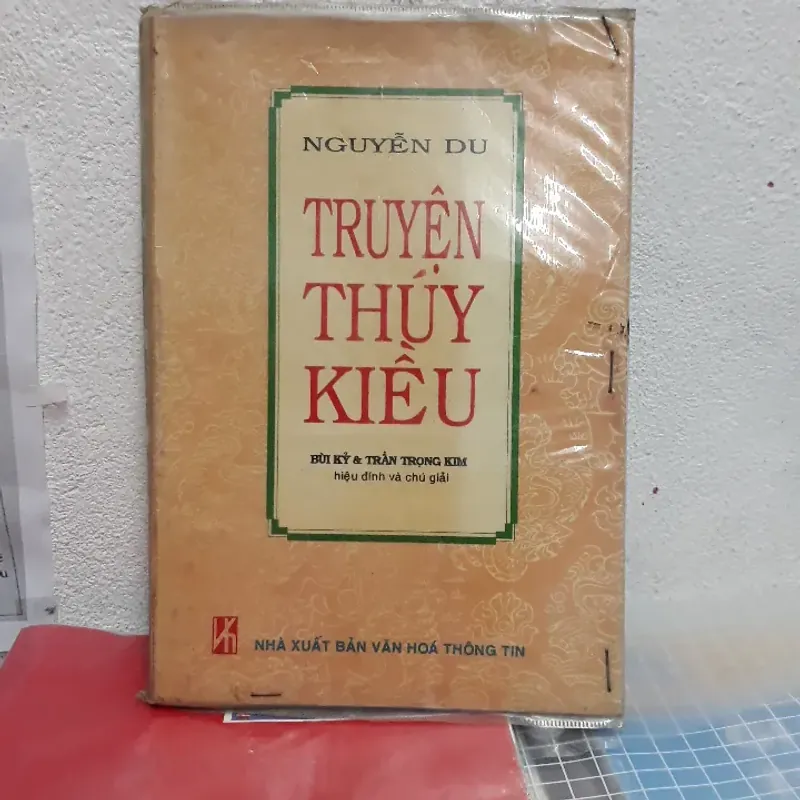 NGUYỄN DU
TRUYỆN
THÚY
KIỀU
BÙI KỶ & TRẦN TRỌNG KIM
hiệu đính và chú giải
NHÀ XUẤT BẢN VĂN HOÁ THÔNG TIN